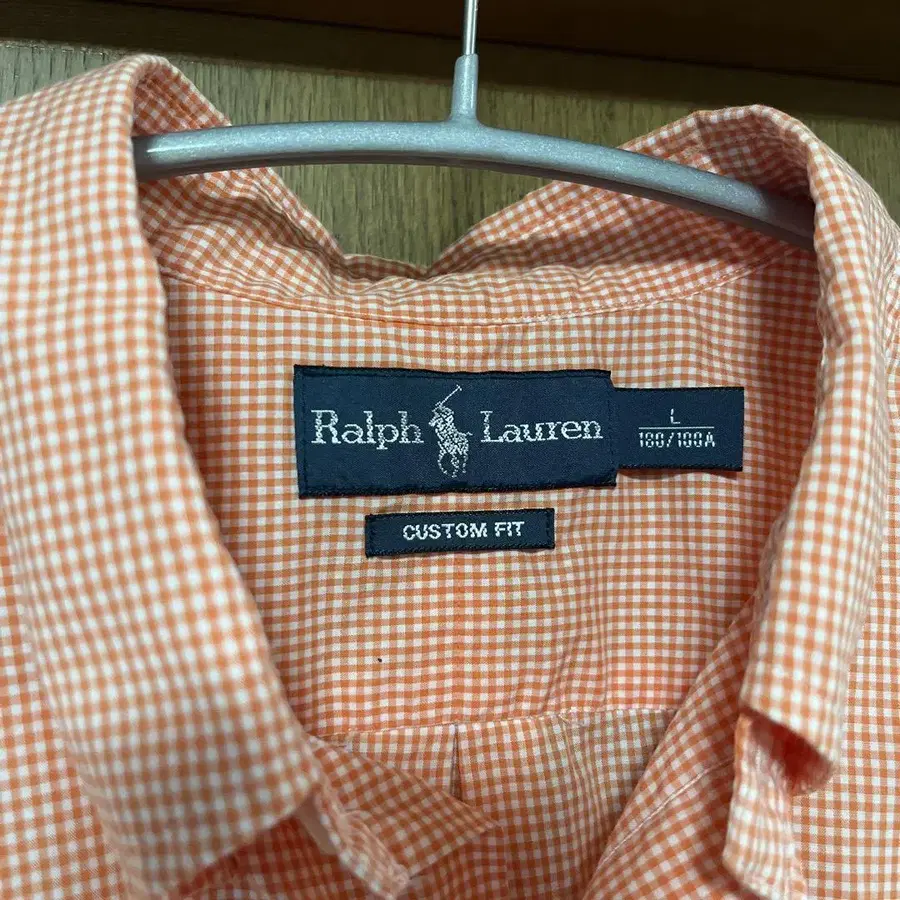 Ralph Lauren
L
180/100A
CUSTOM FIT